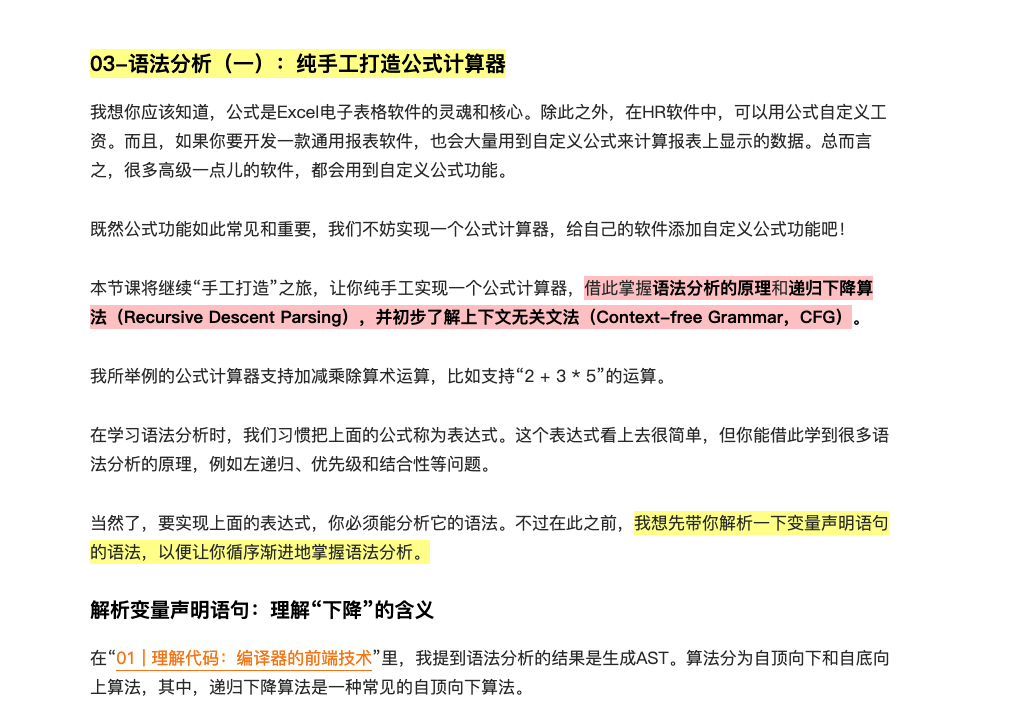 03-语法分析（一）：纯手工打造公式计算器
我想你应该知道，公式是Excel电子表格软件的灵魂和核心。除此之外，在HR软件中，可以用公式自定义工
资。而且，如果你要开发一款通用报表软件，也会大量用到自定义公式来计算报表上显示的数据。总而言
之，很多高级一点儿的软件，都会用到自定义公式功能。
既然公式功能如此常见和重要，我们不妨实现一个公式计算器，给自己的软件添加自定义公式功能吧！
本节课将继续“手工打造”之旅，让你纯手工实现一个公式计算器，借此掌握语法分析的原理和递归下降算
法（Recursive Descent Parsing），并初步了解上下文无关文法（Context-free Grammar，CFG）。
我所举例的公式计算器支持加减乘除算术运算，比如支持“2 + 3 * 5”的运算。
在学习语法分析时，我们习惯把上面的公式称为表达式。这个表达式看上去很简单，但你能借此学到很多语
法分析的原理，例如左递归、优先级和结合性等问题。
当然了，要实现上面的表达式，你必须能分析它的语法。不过在此之前，我想先带你解析一下变量声明语句
的语法，以便让你循序渐进地掌握语法分析。
解析变量声明语句：理解“下降”的含义
在“01 | 理解代码：编译器的前端技术”里，我提到语法分析的结果是生成AST。算法分为自顶向下和自底向
上算法，其中，递归下降算法是一种常见的自顶向下算法。